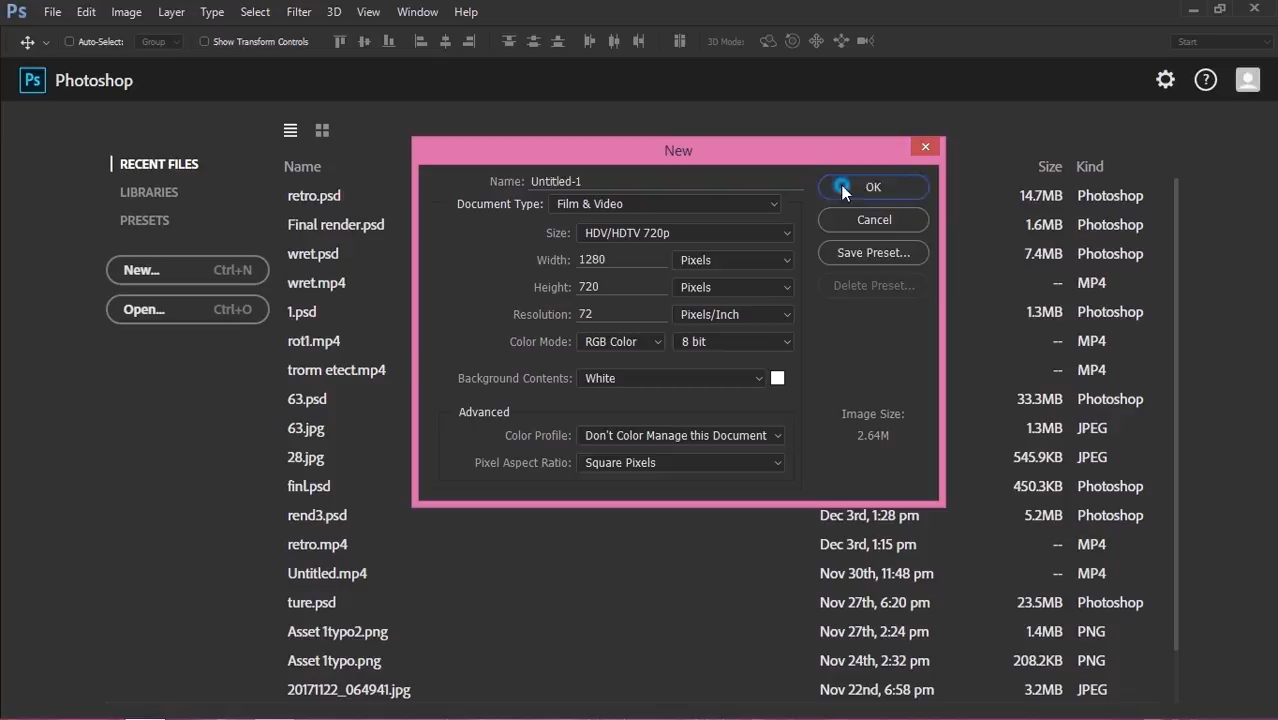 Ps File Edit Image Layer Type Select Filter 3D View Window Help
Auto-Select: Group Show Transform Controls 3D Mode: Start
Ps Photoshop
RECENT FILES
LIBRARIES
PRESETS
New... Ctrl+N
Open... Ctrl+O
Name Size Kind
retro.psd 14.7MB Photoshop
Final render.psd 1.6MB Photoshop
wret.psd 7.4MB Photoshop
wret.mp4 -- MP4
1.psd 1.3MB Photoshop
rot1.mp4 -- MP4
trorm etect.mp4 -- MP4
63.psd 33.3MB Photoshop
63.jpg 1.3MB JPEG
28.jpg 545.9KB JPEG
finl.psd 450.3KB Photoshop
rend3.psd Dec 3rd, 1:28 pm 5.2MB Photoshop
retro.mp4 Dec 3rd, 1:15 pm -- MP4
Untitled.mp4 Nov 30th, 11:48 pm -- MP4
ture.psd Nov 27th, 6:20 pm 23.5MB Photoshop
Asset 1typo2.png Nov 27th, 2:24 pm 1.4MB PNG
Asset 1typo.png Nov 24th, 2:32 pm 208.2KB PNG
20171122_064941.jpg Nov 22nd, 6:58 pm 3.2MB JPEG
New
Name: Untitled-1
Document Type: Film & Video
Size: HDV/HDTV 720p
Width: 1280 Pixels
Height: 720 Pixels
Resolution: 72 Pixels/Inch
Color Mode: RGB Color 8 bit
Background Contents: White
Advanced
Color Profile: Don't Color Manage this Document
Pixel Aspect Ratio: Square Pixels
OK
Cancel
Save Preset...
Delete Preset...
Image Size:
2.64M